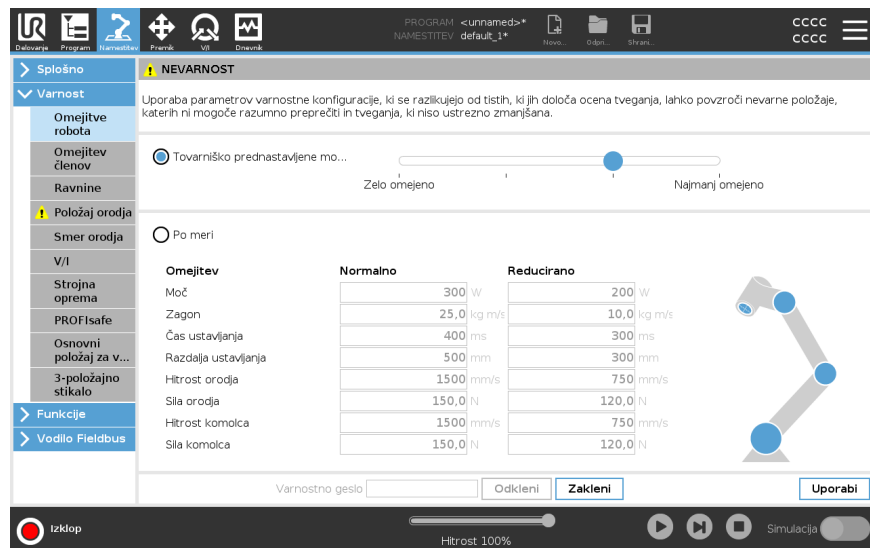 PROGRAM <unnamed>*
NAMESTITEV default_1*
Delovanje Program Namestitev Premik V/I Dnevnik Novo... Odpri... Shrani...
CCCC
CCCC
Splošno
Varnost
Omejitve robota
Omejitev členov
Ravnine
Položaj orodja
Smer orodja
V/I
Strojna oprema
PROFIsafe
Osnovni položaj za v...
3-položajno stikalo
Funkcije
Vodilo Fieldbus
NEVARNOST
Uporaba parametrov varnostne konfiguracije, ki se razlikujejo od tistih, ki jih določa ocena tveganja, lahko povzroči nevarne položaje,
katerih ni mogoče razumno preprečiti in tveganja, ki niso ustrezno zmanjšana.
Tovarniško prednastavljene mo...
Zelo omejeno Najmanj omejeno
Po meri
Omejitev Normalno Reducirano
Moč 300 W 200 W
Zagon 25,0 kg m/s 10,0 kg m/s
Čas ustavljanja 400 ms 300 ms
Razdalja ustavljanja 500 mm 300 mm
Hitrost orodja 1500 mm/s 750 mm/s
Sila orodja 150,0 N 120,0 N
Hitrost komolca 1500 mm/s 750 mm/s
Sila komolca 150,0 N 120,0 N
Varnostno geslo Odkleni Zakleni Uporabi
Izklop
Hitrost 100%
Simulacija